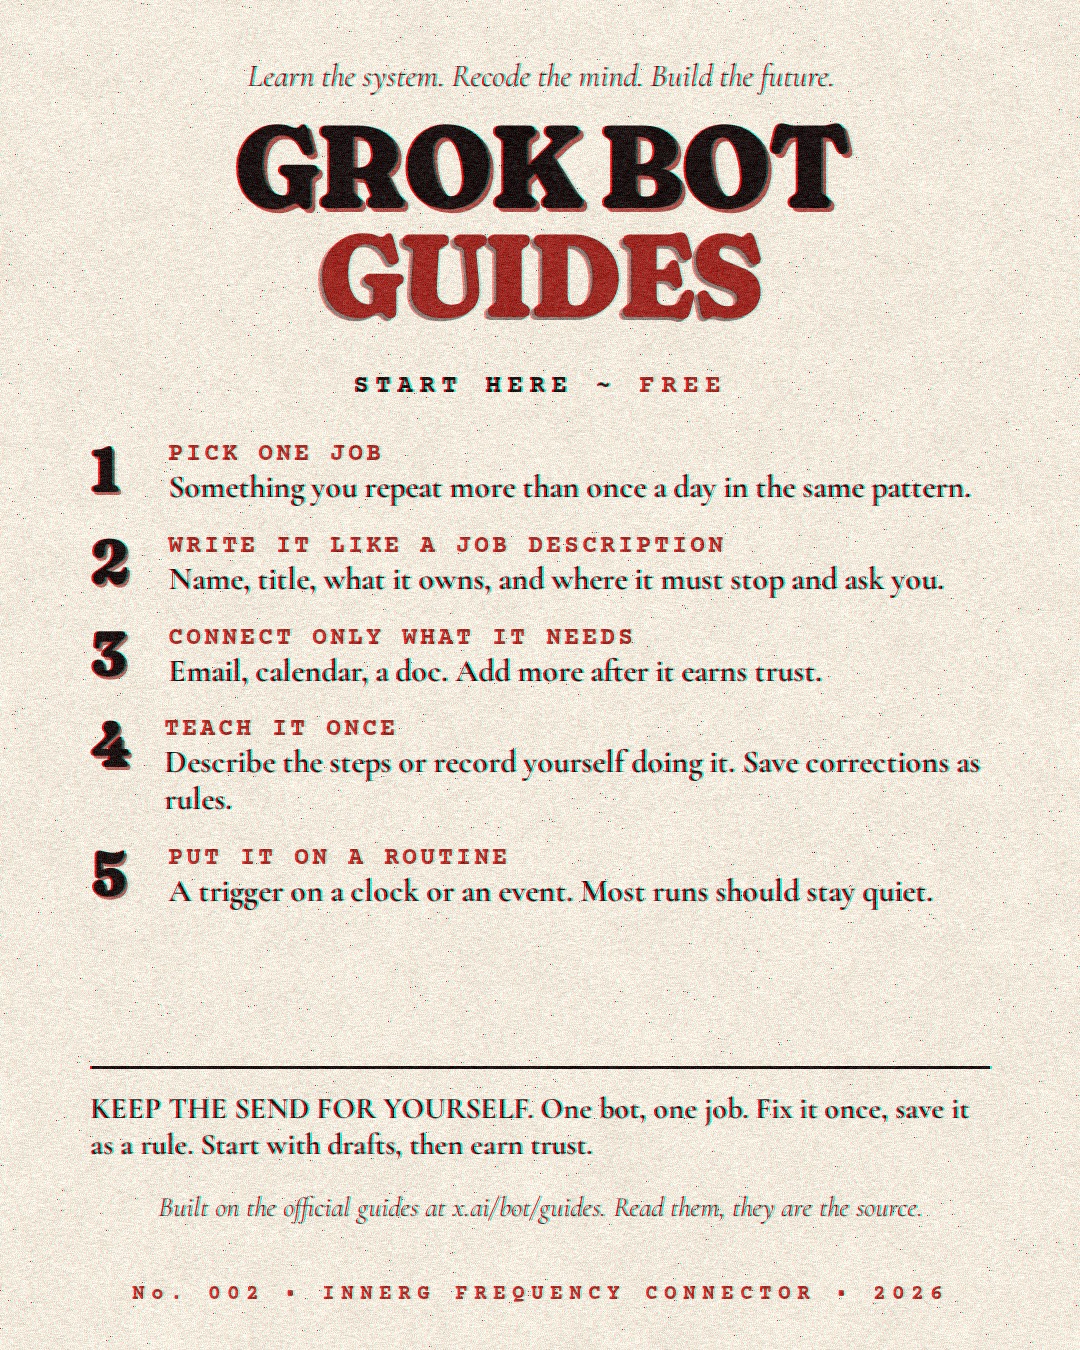 Learn the system. Recode the mind. Build the future.
GROK BOT
GUIDES
START HERE ~ FREE
1
PICK ONE JOB
Something you repeat more than once a day in the same pattern.
2
WRITE IT LIKE A JOB DESCRIPTION
Name, title, what it owns, and where it must stop and ask you.
3
CONNECT ONLY WHAT IT NEEDS
Email, calendar, a doc. Add more after it earns trust.
4
TEACH IT ONCE
Describe the steps or record yourself doing it. Save corrections as
rules.
5
PUT IT ON A ROUTINE
A trigger on a clock or an event. Most runs should stay quiet.
KEEP THE SEND FOR YOURSELF. One bot, one job. Fix it once, save it
as a rule. Start with drafts, then earn trust.
Built on the official guides at x.ai/bot/guides. Read them, they are the source.
No. 002 ▪ INNERG FREQUENCY CONNECTOR ▪ 2026